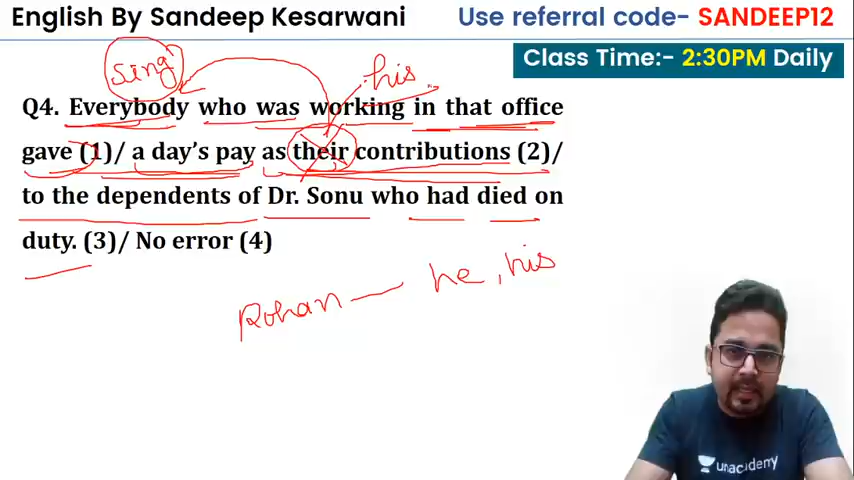 English By Sandeep Kesarwani
Use referral code- SANDEEP12
Class Time:- 2:30PM Daily
sing
his
Q4. Everybody who was working in that office
gave (1)/ a day's pay as their contributions (2)/
to the dependents of Dr. Sonu who had died on
duty. (3)/ No error (4)
Rohan — he, his
unacademy